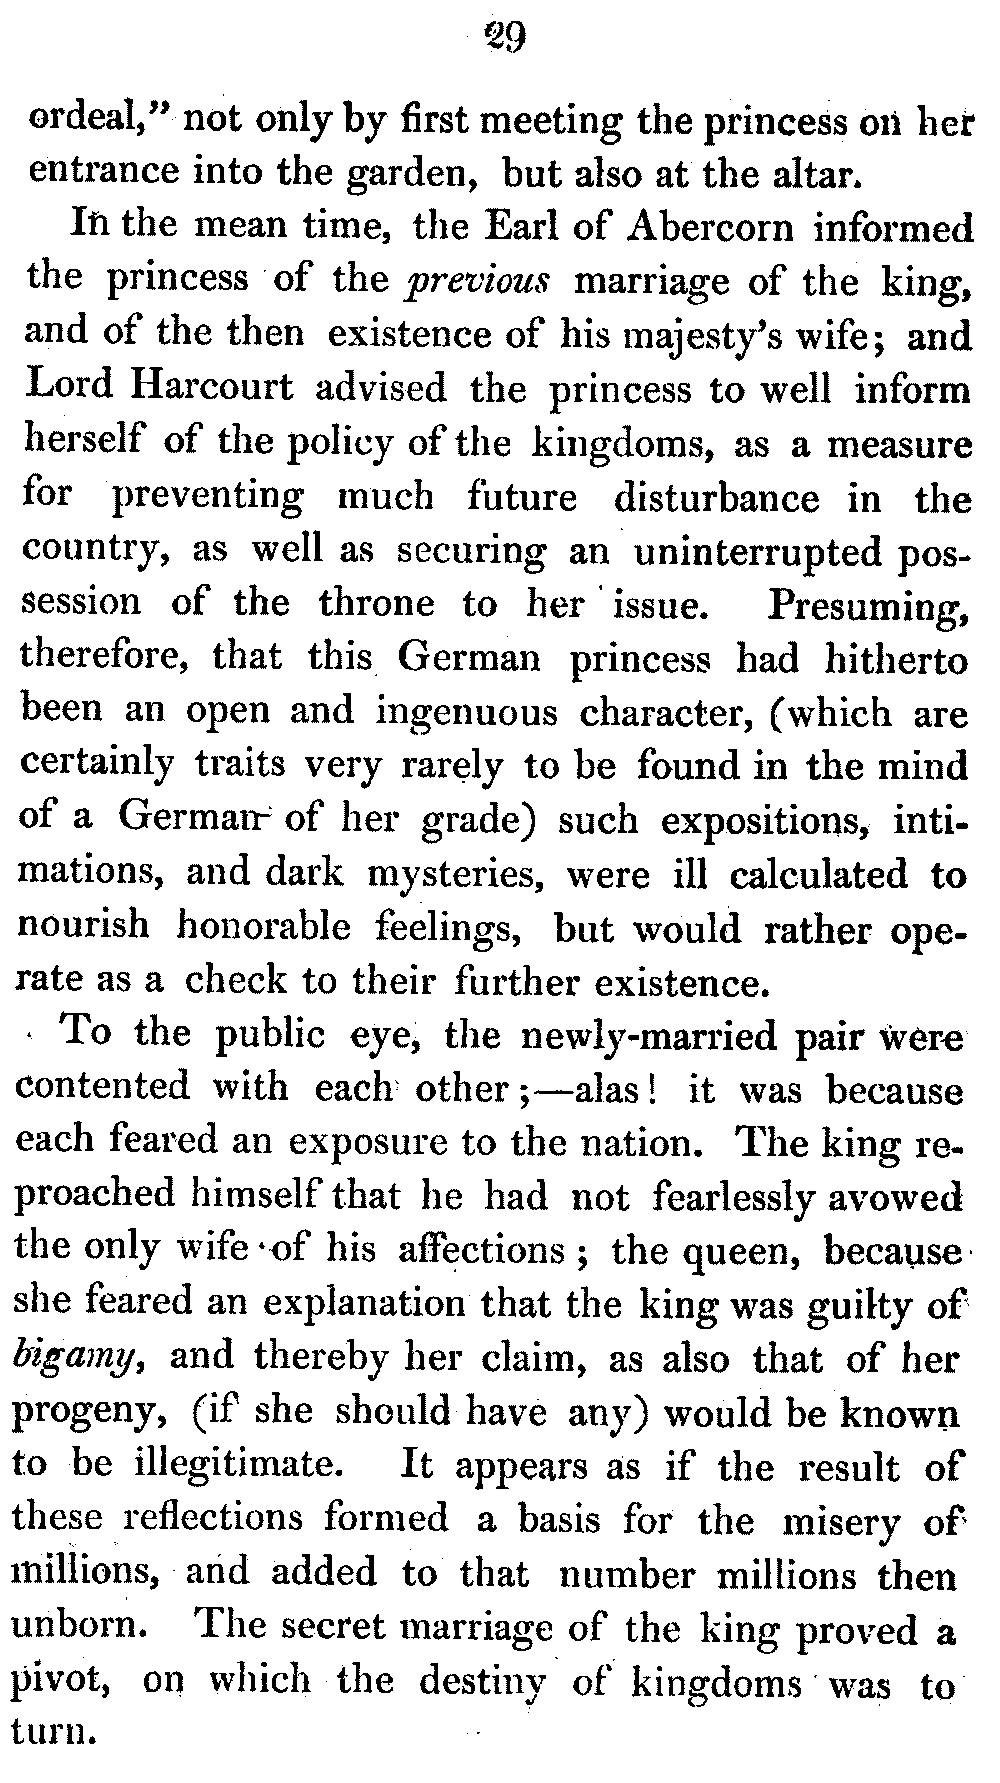 29
ordeal,” not only by first meeting the princess on her
entrance into the garden, but also at the altar.
In the mean time, the Earl of Abercorn informed
the princess of the previous marriage of the king,
and of the then existence of his majesty’s wife; and
Lord Harcourt advised the princess to well inform
herself of the policy of the kingdoms, as a measure
for preventing much future disturbance in the
country, as well as securing an uninterrupted pos-
session of the throne to her issue. Presuming,
therefore, that this German princess had hitherto
been an open and ingenuous character, (which are
certainly traits very rarely to be found in the mind
of a German of her grade) such expositions, inti-
mations, and dark mysteries, were ill calculated to
nourish honorable feelings, but would rather ope-
rate as a check to their further existence.
To the public eye, the newly-married pair were
contented with each other;—alas! it was because
each feared an exposure to the nation. The king re-
proached himself that he had not fearlessly avowed
the only wife of his affections; the queen, because
she feared an explanation that the king was guilty of
bigamy, and thereby her claim, as also that of her
progeny, (if she should have any) would be known
to be illegitimate. It appears as if the result of
these reflections formed a basis for the misery of
millions, and added to that number millions then
unborn. The secret marriage of the king proved a
pivot, on which the destiny of kingdoms was to
turn.